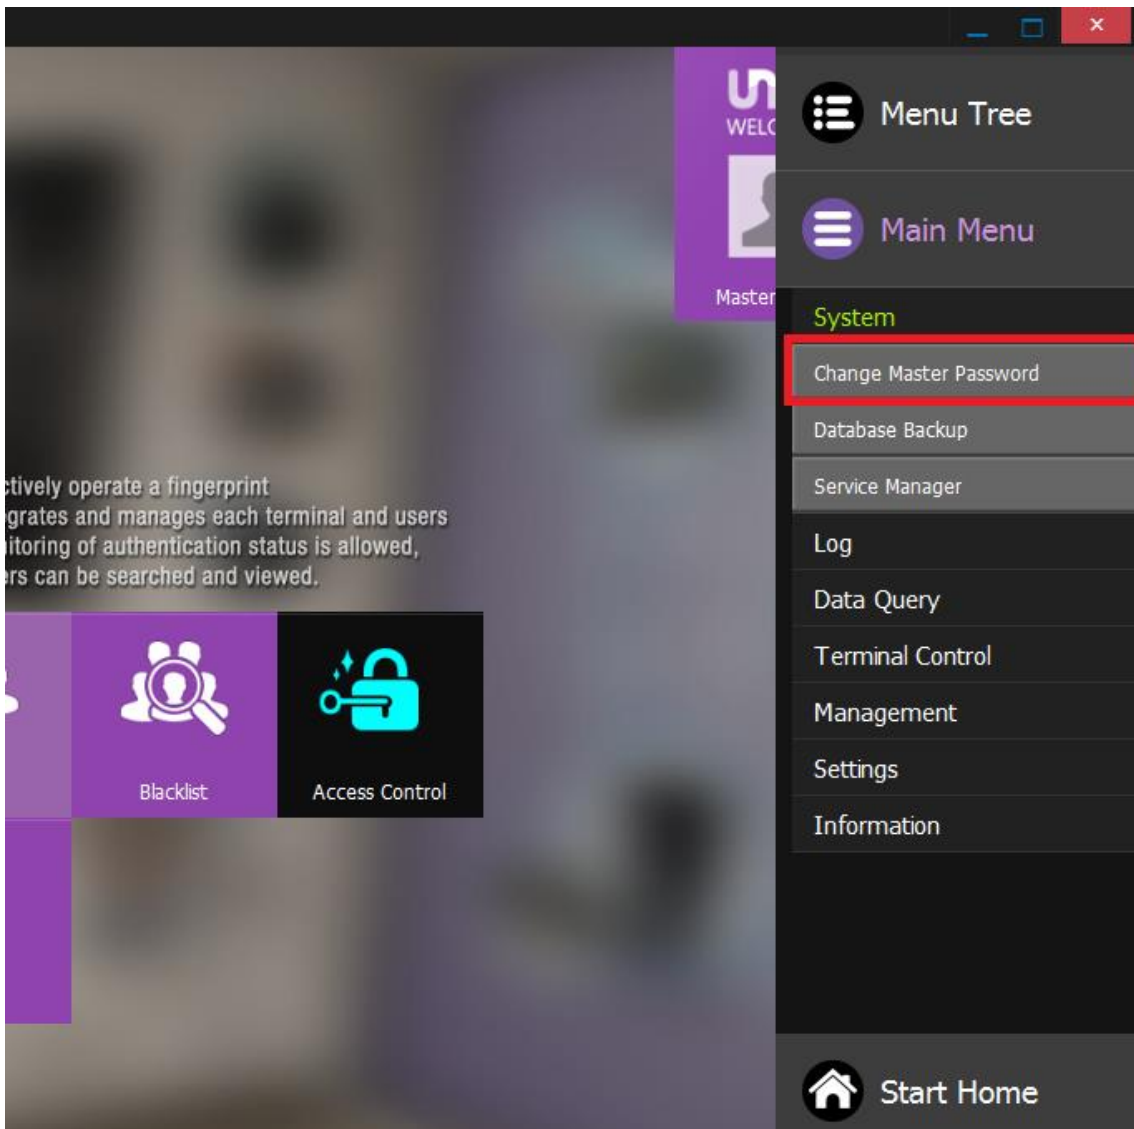 WELC
Master
ctively operate a fingerprint
egrates and manages each terminal and users
itoring of authentication status is allowed,
ers can be searched and viewed.
Blacklist
Access Control
Menu Tree
Main Menu
System
Change Master Password
Database Backup
Service Manager
Log
Data Query
Terminal Control
Management
Settings
Information
Start Home